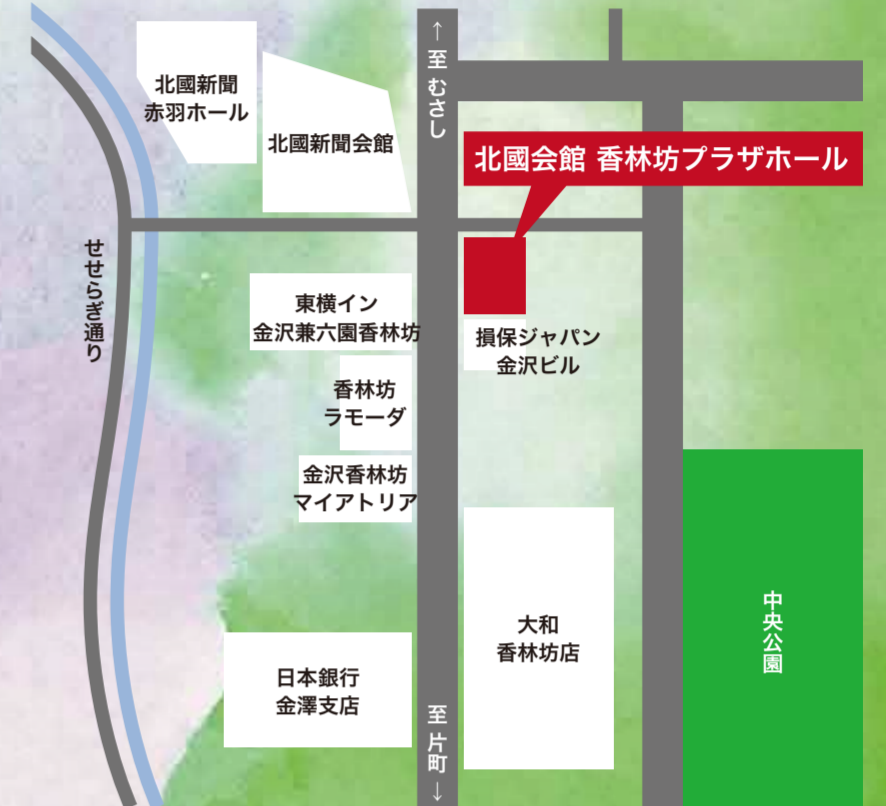 ↑至 むさし
北國新聞
赤羽ホール
北國新聞会館
北國会館 香林坊プラザホール
せせらぎ通り
東横イン
金沢兼六園香林坊
損保ジャパン
金沢ビル
香林坊
ラモーダ
金沢香林坊
マイアトリア
大和
香林坊店
中央公園
日本銀行
金澤支店
至 片町↓